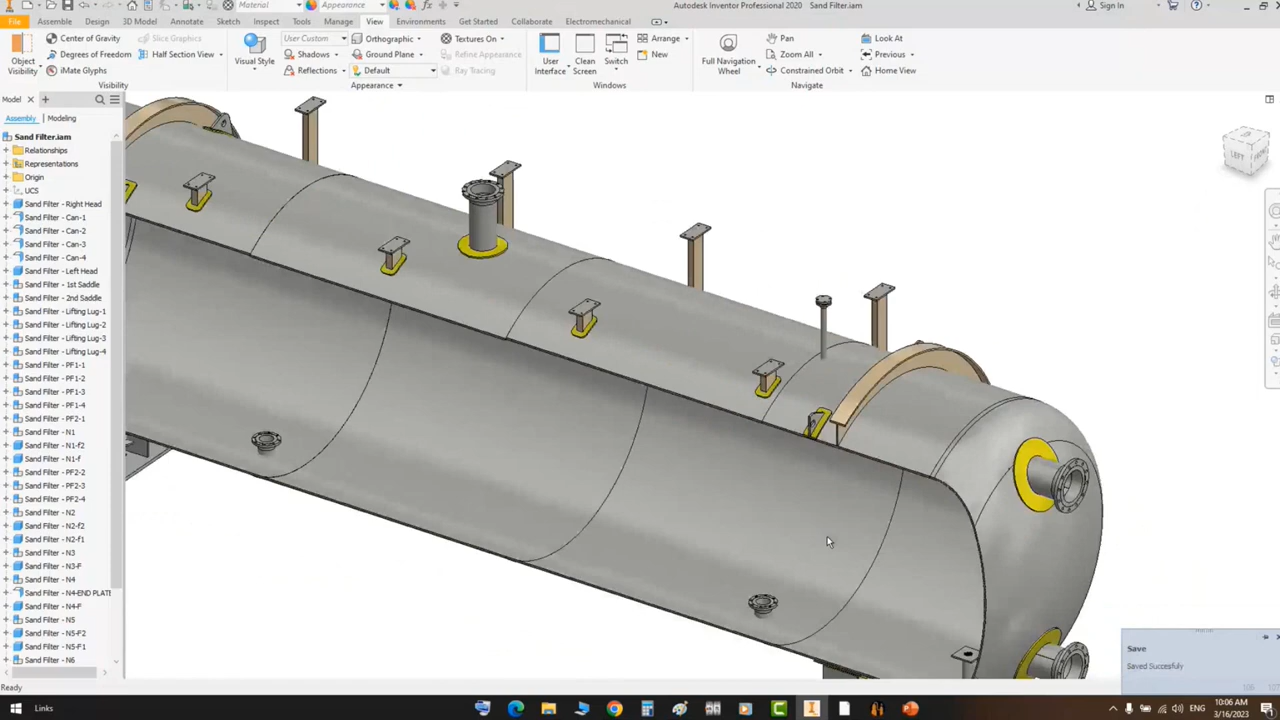 Material
Appearance
Autodesk Inventor Professional 2020 Sand Filter.iam
Sign In
File Assemble Design 3D Model Annotate Sketch Inspect Tools Manage View Environments Get Started Collaborate Electromechanical
Object Visibility
Center of Gravity
Degrees of Freedom
iMate Glyphs
Slice Graphics
Half Section View
Visibility
Visual Style
User Custom
Shadows
Reflections
Orthographic
Ground Plane
Default
Textures On
Refine Appearance
Ray Tracing
Appearance
User Interface
Clean Screen
Switch
Arrange
New
Windows
Full Navigation Wheel
Pan
Zoom All
Constrained Orbit
Look At
Previous
Home View
Navigate
Model
Assembly Modeling
Sand Filter.iam
Relationships
Representations
Origin
UCS
Sand Filter - Right Head
Sand Filter - Can-1
Sand Filter - Can-2
Sand Filter - Can-3
Sand Filter - Can-4
Sand Filter - Left Head
Sand Filter - 1st Saddle
Sand Filter - 2nd Saddle
Sand Filter - Lifting Lug-1
Sand Filter - Lifting Lug-2
Sand Filter - Lifting Lug-3
Sand Filter - Lifting Lug-4
Sand Filter - PF1-1
Sand Filter - PF1-2
Sand Filter - PF1-3
Sand Filter - PF1-4
Sand Filter - PF2-1
Sand Filter - N1
Sand Filter - N1-f2
Sand Filter - N1-f
Sand Filter - PF2-2
Sand Filter - PF2-3
Sand Filter - PF2-4
Sand Filter - N2
Sand Filter - N2-f2
Sand Filter - N2-f1
Sand Filter - N3
Sand Filter - N3-F
Sand Filter - N4
Sand Filter - N4-END PLATE
Sand Filter - N4-F
Sand Filter - N5
Sand Filter - N5-F2
Sand Filter - N5-F1
Sand Filter - N6
LEFT
Save
Saved Succesfuly
Ready
Links
ENG
10:06 AM
3/16/2023